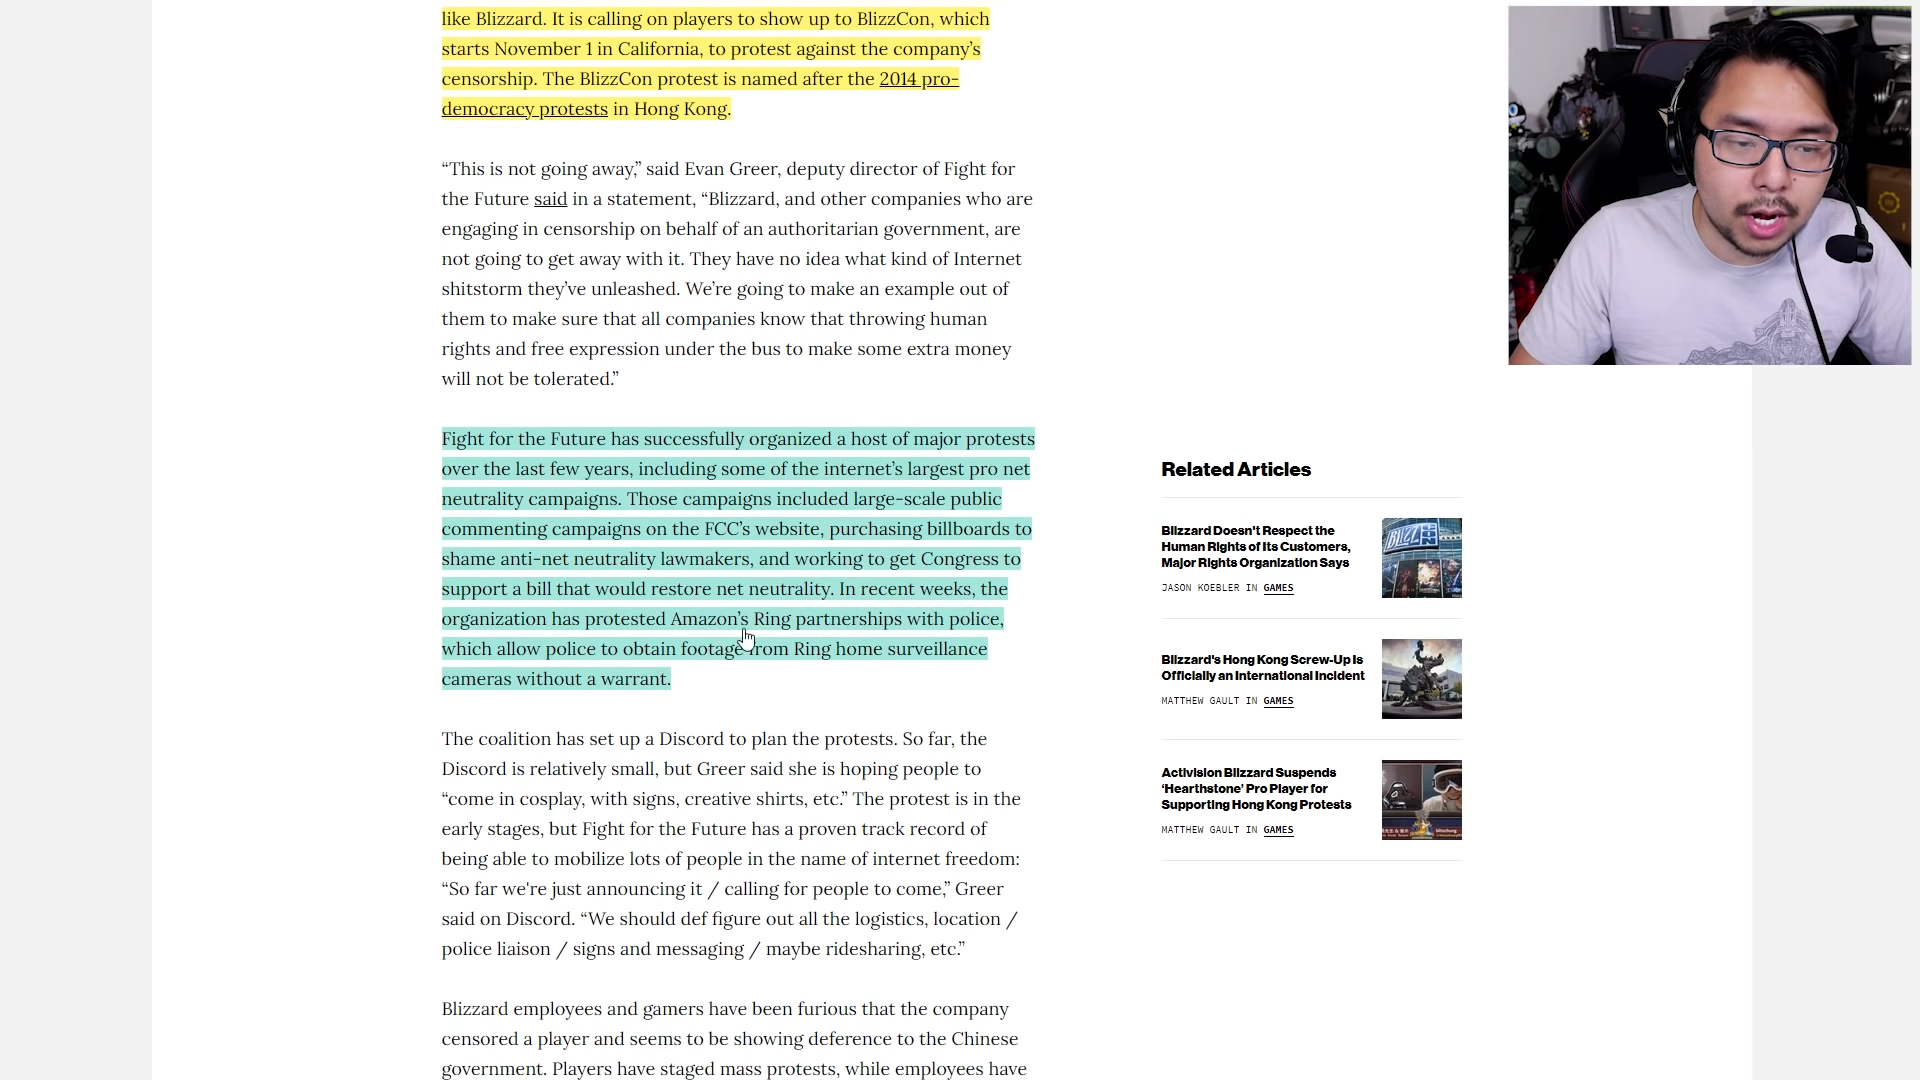 like Blizzard. It is calling on players to show up to BlizzCon, which
starts November 1 in California, to protest against the company’s
censorship. The BlizzCon protest is named after the 2014 pro-
democracy protests in Hong Kong.
“This is not going away,” said Evan Greer, deputy director of Fight for
the Future said in a statement, “Blizzard, and other companies who are
engaging in censorship on behalf of an authoritarian government, are
not going to get away with it. They have no idea what kind of Internet
shitstorm they’ve unleashed. We’re going to make an example out of
them to make sure that all companies know that throwing human
rights and free expression under the bus to make some extra money
will not be tolerated.”
Fight for the Future has successfully organized a host of major protests
over the last few years, including some of the internet’s largest pro net
neutrality campaigns. Those campaigns included large-scale public
commenting campaigns on the FCC’s website, purchasing billboards to
shame anti-net neutrality lawmakers, and working to get Congress to
support a bill that would restore net neutrality. In recent weeks, the
organization has protested Amazon’s Ring partnerships with police,
which allow police to obtain footage from Ring home surveillance
cameras without a warrant.
The coalition has set up a Discord to plan the protests. So far, the
Discord is relatively small, but Greer said she is hoping people to
“come in cosplay, with signs, creative shirts, etc.” The protest is in the
early stages, but Fight for the Future has a proven track record of
being able to mobilize lots of people in the name of internet freedom:
“So far we're just announcing it / calling for people to come,” Greer
said on Discord. “We should def figure out all the logistics, location /
police liaison / signs and messaging / maybe ridesharing, etc.”
Blizzard employees and gamers have been furious that the company
censored a player and seems to be showing deference to the Chinese
government. Players have staged mass protests, while employees have
Related Articles
Blizzard Doesn't Respect the
Human Rights of Its Customers,
Major Rights Organization Says
JASON KOEBLER IN GAMES
BLIZZ
Blizzard's Hong Kong Screw-Up Is
Officially an International Incident
MATTHEW GAULT IN GAMES
Activision Blizzard Suspends
‘Hearthstone’ Pro Player for
Supporting Hong Kong Protests
MATTHEW GAULT IN GAMES